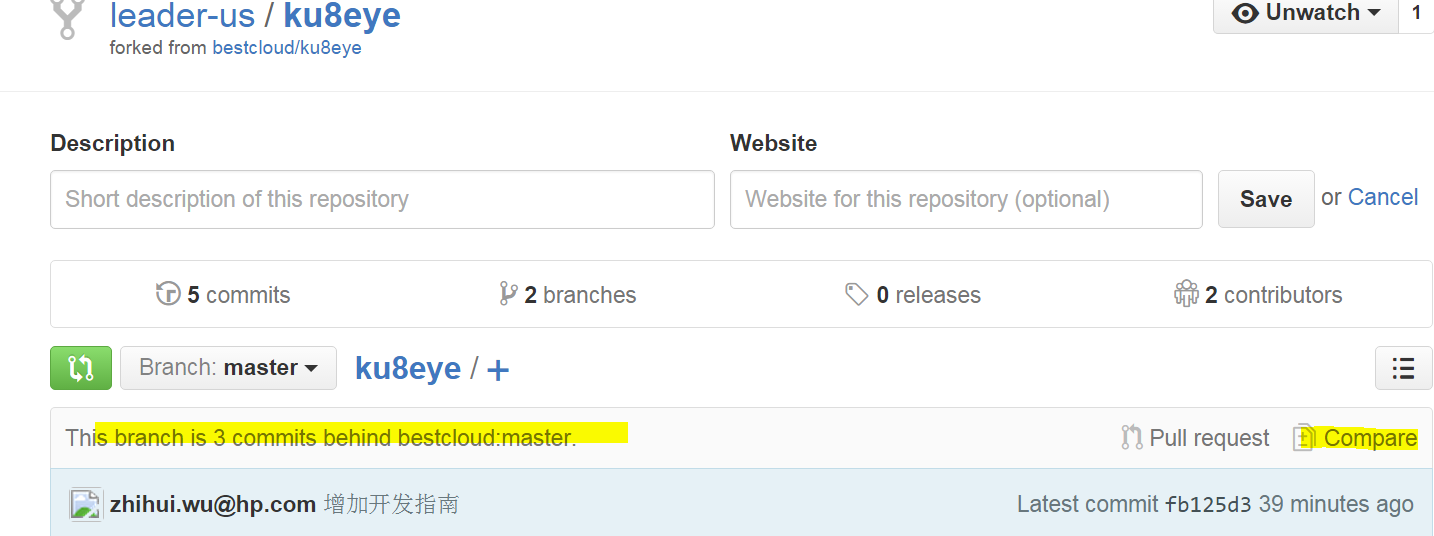 leader-us / ku8eye
Unwatch 1
forked from bestcloud/ku8eye
Description Website
Short description of this repository Website for this repository (optional) Save or Cancel
5 commits 2 branches 0 releases 2 contributors
Branch: master ku8eye / +
This branch is 3 commits behind bestcloud:master. Pull request Compare
zhihui.wu@hp.com 增加开发指南 Latest commit fb125d3 39 minutes ago